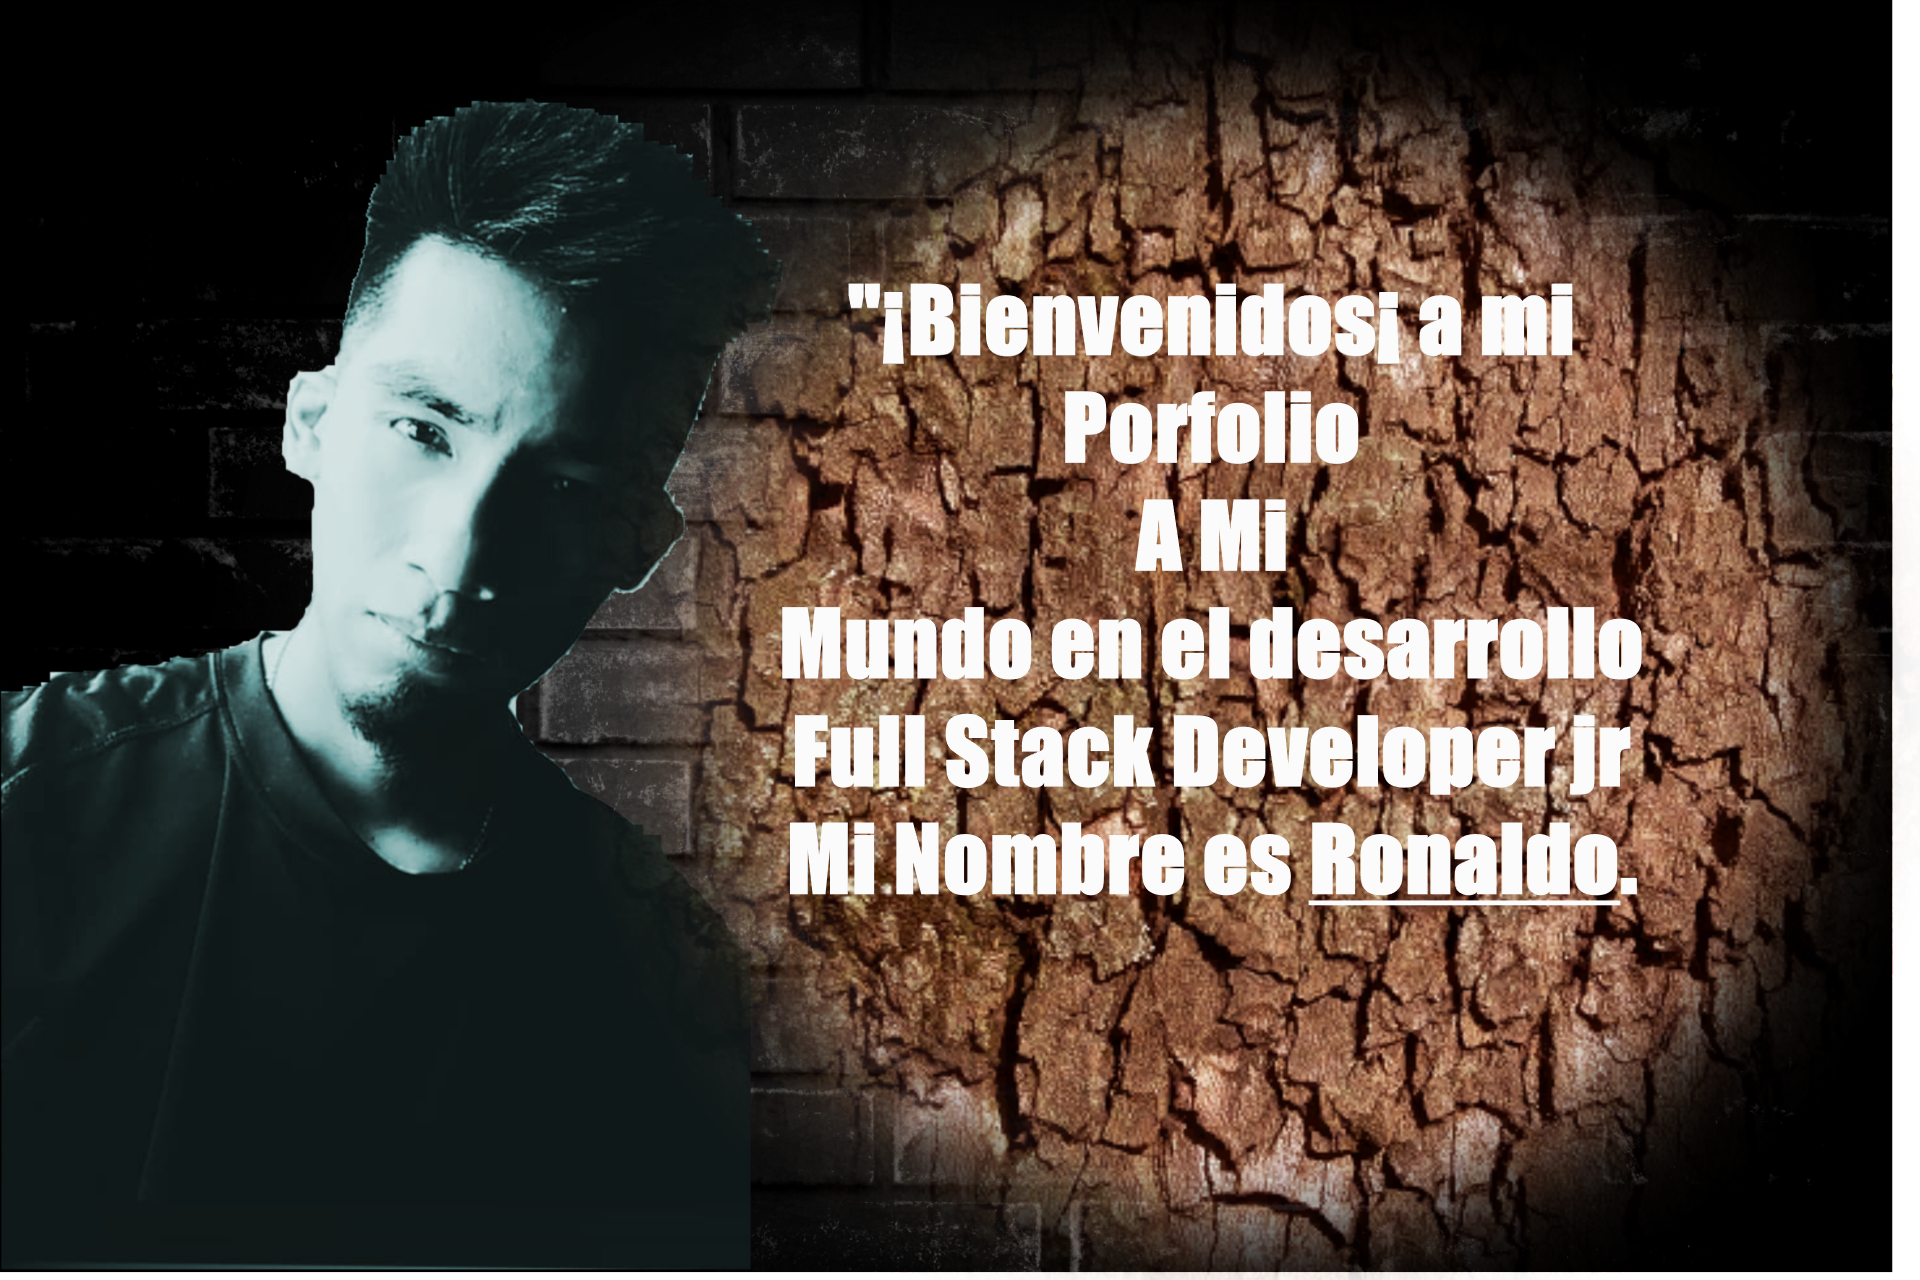 "¡Bienvenidos¡ a mi
Porfolio
A Mi
Mundo en el desarrollo
Full Stack Developer jr
Mi Nombre es Ronaldo.